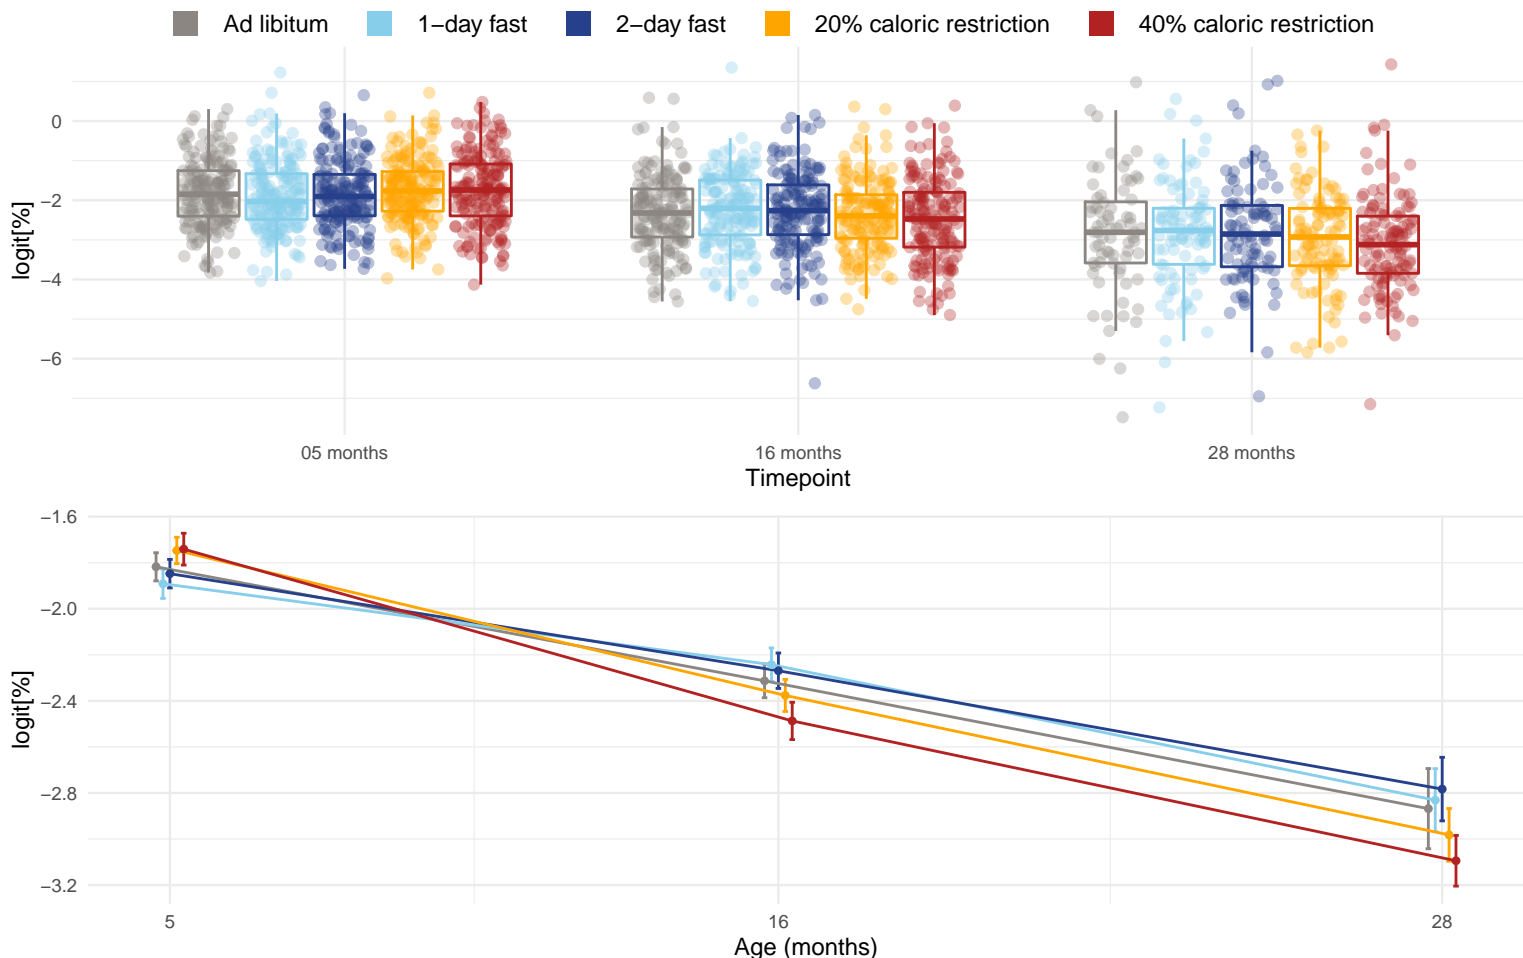 Ad libitum 1−day fast 2−day fast 20% caloric restriction 40% caloric restriction
0
−2
−4
−6
logit[%]
05 months 16 months 28 months
Timepoint
−1.6
−2.0
−2.4
−2.8
−3.2
logit[%]
5 16 28
Age (months)